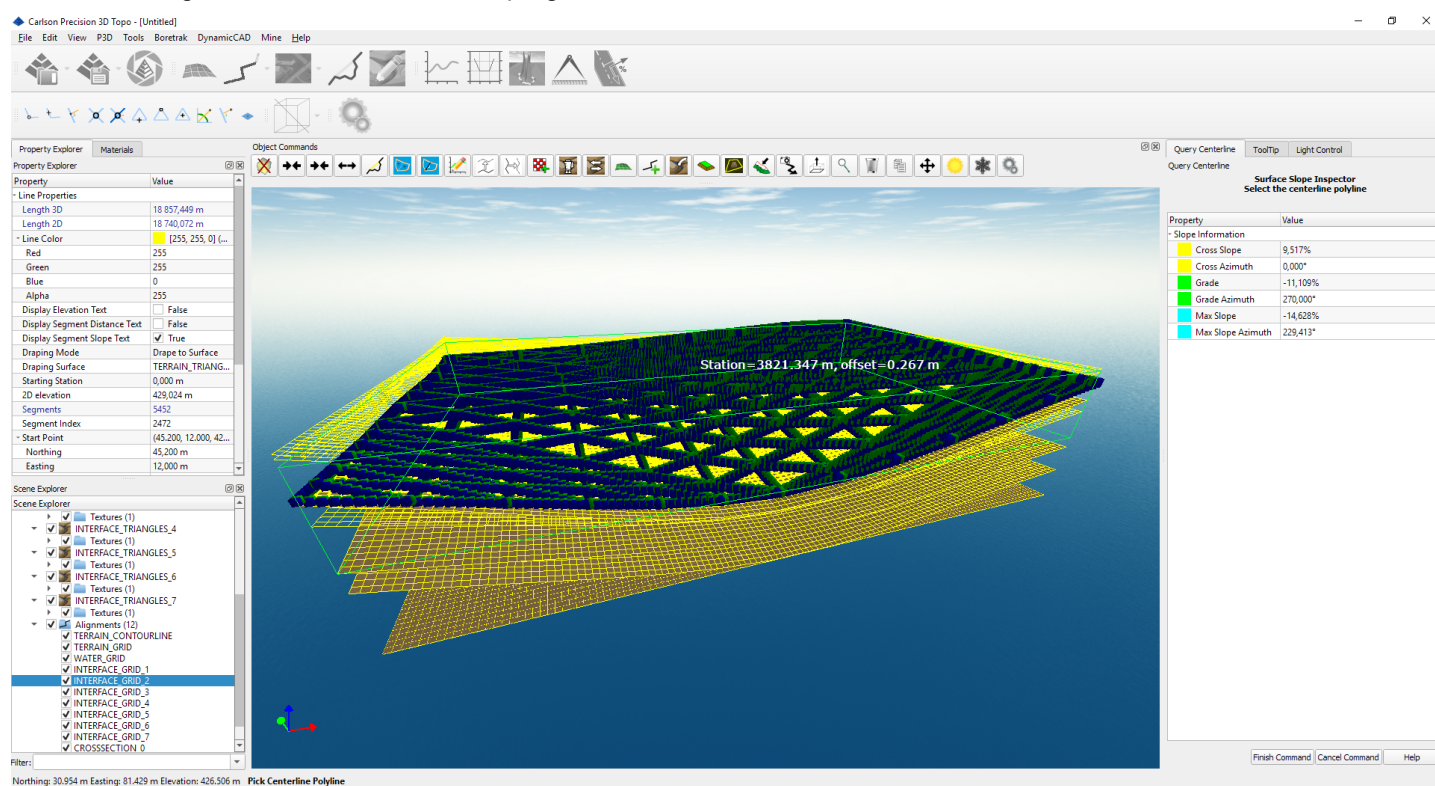 Carlson Precision 3D Topo - [Untitled]
File Edit View P3D Tools Boretrak DynamicCAD Mine Help
Property Explorer Materials
Property Explorer
Property Value
Line Properties
Length 3D 18 857,449 m
Length 2D 18 740,072 m
Line Color [255, 255, 0] (...
Red 255
Green 255
Blue 0
Alpha 255
Display Elevation Text False
Display Segment Distance Text False
Display Segment Slope Text True
Draping Mode Drape to Surface
Draping Surface TERRAIN_TRIANG...
Starting Station 0,000 m
2D elevation 429,024 m
Segments 5452
Segment Index 2472
Start Point (45.200, 12.000, 42...
Northing 45,200 m
Easting 12,000 m
Scene Explorer
Scene Explorer
Textures (1)
INTERFACE_TRIANGLES_4
Textures (1)
INTERFACE_TRIANGLES_5
Textures (1)
INTERFACE_TRIANGLES_6
Textures (1)
INTERFACE_TRIANGLES_7
Textures (1)
Alignments (12)
TERRAIN_CONTOURLINE
TERRAIN_GRID
WATER_GRID
INTERFACE_GRID_1
INTERFACE_GRID_2
INTERFACE_GRID_3
INTERFACE_GRID_4
INTERFACE_GRID_5
INTERFACE_GRID_6
INTERFACE_GRID_7
CROSSSECTION_0
Filter:
Object Commands
Station=3821.347 m, offset=0.267 m
Query Centerline ToolTip Light Control
Query Centerline
Surface Slope Inspector
Select the centerline polyline
Property Value
Slope Information
Cross Slope 9,517%
Cross Azimuth 0,000°
Grade -11,109%
Grade Azimuth 270,000°
Max Slope -14,628%
Max Slope Azimuth 229,413°
Finish Command Cancel Command Help
Northing: 30.954 m Easting: 81.429 m Elevation: 426.506 m Pick Centerline Polyline